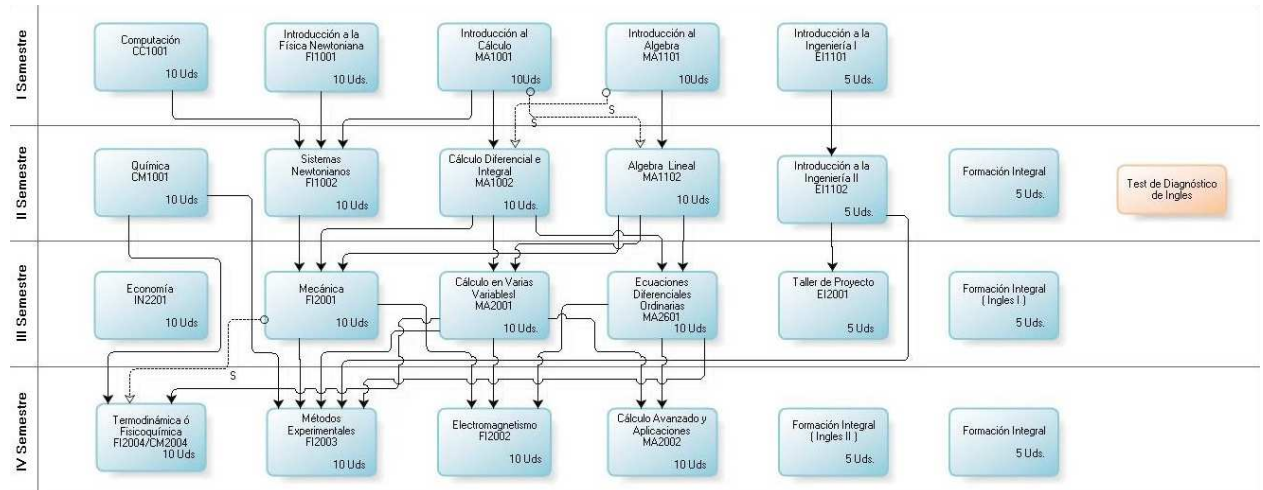 I Semestre
Computación
CC1001
10 Uds
Introducción a la
Física Newtoniana
FI1001
10 Uds.
Introducción al
Cálculo
MA1001
10Uds
Introducción al
Algebra
MA1101
10Uds
Introducción a la
Ingeniería I
EI1101
5 Uds.
S
S
II Semestre
Química
CM1001
10 Uds
Sistemas
Newtonianos
FI1002
10 Uds
Cálculo Diferencial e
Integral
MA1002
10 Uds.
Algebra Lineal
MA1102
10 Uds.
Introducción a la
Ingeniería II
EI1102
5 Uds.
Formación Integral
5 Uds.
Test de Diagnóstico
de Ingles
III Semestre
Economía
IN2201
10 Uds
Mecánica
FI2001
10 Uds
Cálculo en Varias
VariablesI
MA2001
10 Uds.
Ecuaciones
Diferenciales
Ordinarias
MA2601
10 Uds
Taller de Proyecto
EI2001
5 Uds
Formación Integral
( Ingles I )
5 Uds.
S
IV Semestre
Termodinámica ó
Fisicoquímica
FI2004/CM2004
10 Uds
Métodos
Experimentales
FI2003
10 Uds
Electromagnetismo
FI2002
10 Uds
Cálculo Avanzado y
Aplicaciones
MA2002
10 Uds
Formación Integral
( Ingles II )
5 Uds.
Formación Integral
5 Uds.